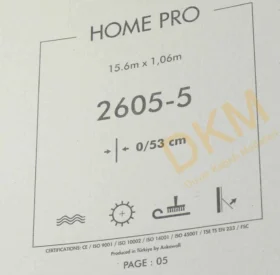 HOME PRO
15.6m x 1,06m
2605-5
0/53 cm
DKM
CERTIFICATIONS: CE / ISO 9001 / ISO 10002 / ISO 14001 / ISO 45001 / TSE TS EN 233 / FSC
Produced in Türkiye by
PAGE : 05